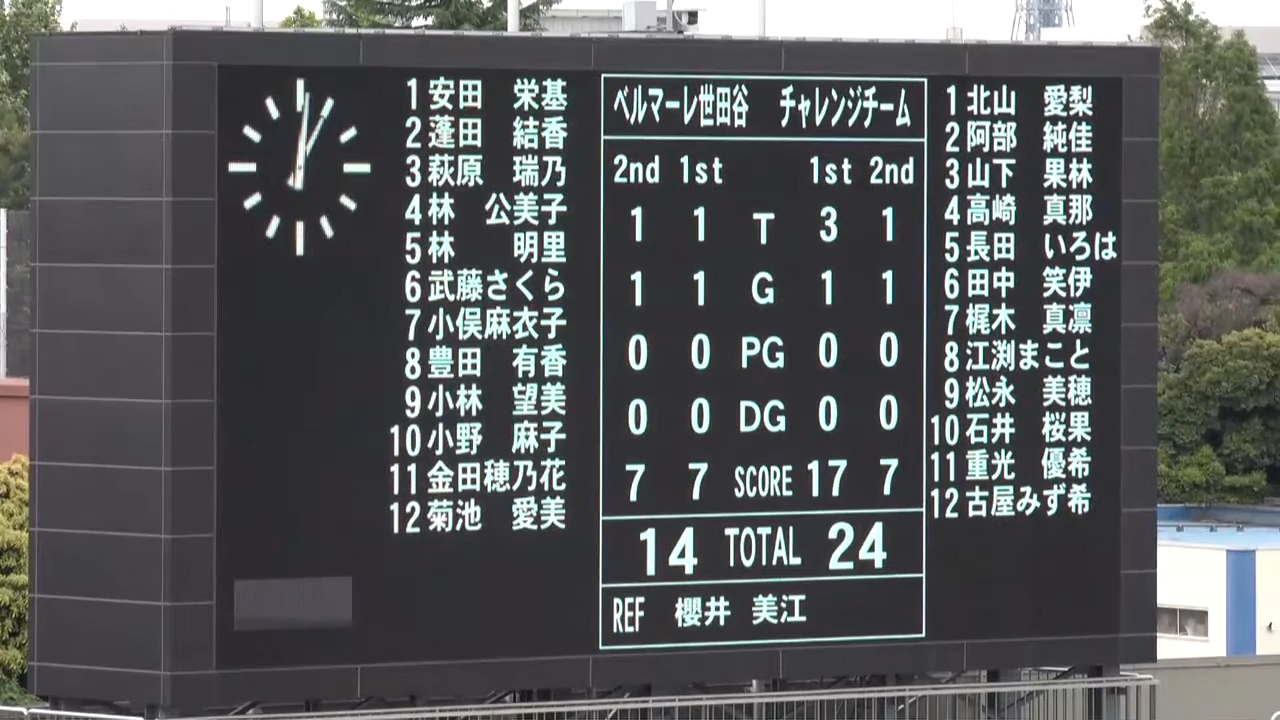 1 安田 栄基
2 蓬田 結香
3 萩原 瑞乃
4 林 公美子
5 林 明里
6 武藤さくら
7 小俣麻衣子
8 豊田 有香
9 小林 望美
10 小野 麻子
11 金田穂乃花
12 菊池 愛美
ベルマーレ世田谷 チャレンジチーム
2nd 1st 1st 2nd
1 1 T 3 1
1 1 G 1 1
0 0 PG 0 0
0 0 DG 0 0
7 7 SCORE 17 7
14 TOTAL 24
REF 櫻井 美江
1 北山 愛梨
2 阿部 純佳
3 山下 果林
4 高崎 真那
5 長田 いろは
6 田中 笑伊
7 梶木 真凛
8 江渕まこと
9 松永 美穂
10 石井 桜果
11 重光 優希
12 古屋みず希